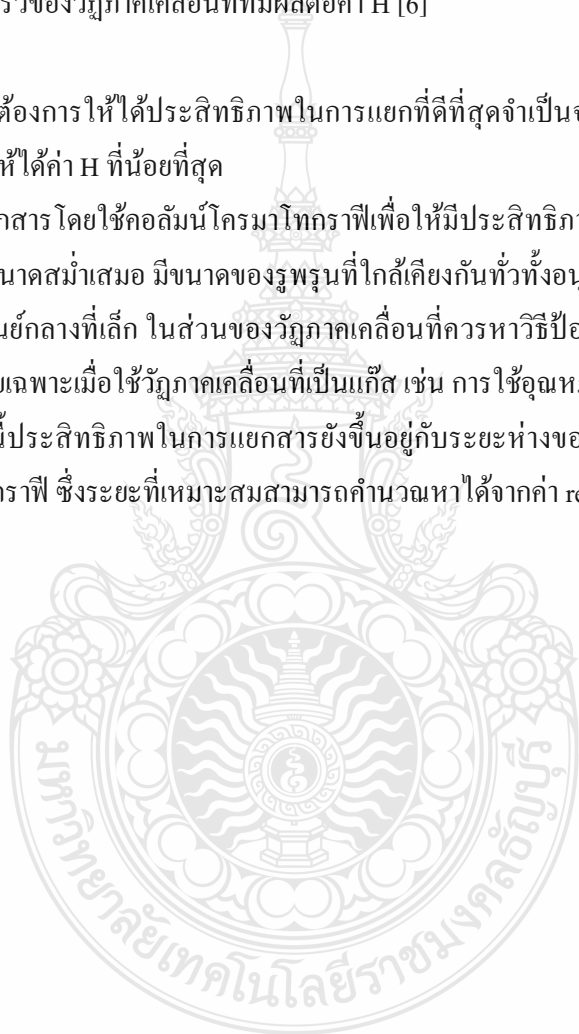 ร็วของวัฏภาคเคลื่อนที่ที่มีผลต่อค่า H [6]
ต้องการให้ได้ประสิทธิภาพในการแยกที่ดีที่สุดจำเป็น
ห้ได้ค่า H ที่น้อยที่สุด
กสารโดยใช้คอลัมน์โครมาโทกราฟีเพื่อให้มีประสิทธิภา
นาดสม่ำเสมอ มีขนาดของรูพรุนที่ใกล้เคียงกันทั่วทั้งอนุ
นย์กลางที่เล็ก ในส่วนของวัฏภาคเคลื่อนที่ควรหาวิธีป้อ
ยเฉพาะเมื่อใช้วัฏภาคเคลื่อนที่เป็นแก๊ส เช่น การใช้อุณห
นี้ประสิทธิภาพในการแยกสารยังขึ้นอยู่กับระยะห่างของ
กราฟี ซึ่งระยะที่เหมาะสมสามารถคำนวณหาได้จากค่า re
มหาวิทยาลัยเทคโนโลยีราชมงคลธัญบุรี